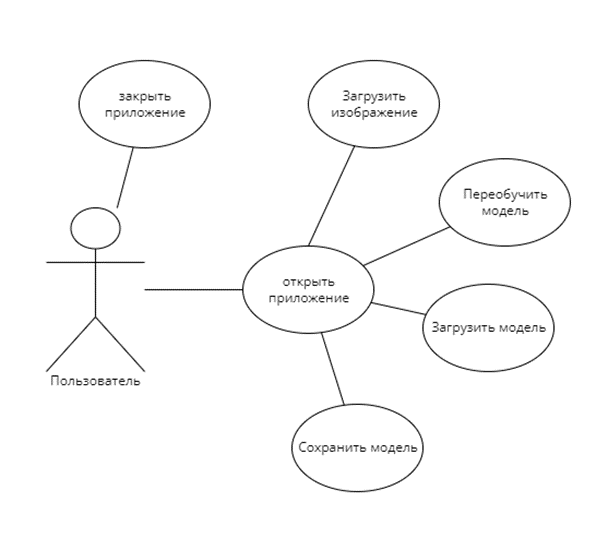 закрыть
приложение
Загрузить
изображение
Переобучить
модель
открыть
приложение
Загрузить модель
Пользователь
Сохранить модель